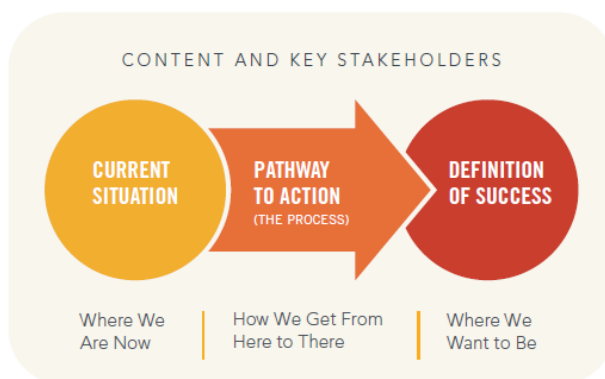 CONTENT AND KEY STAKEHOLDERS
CURRENT
SITUATION
PATHWAY
TO ACTION
(THE PROCESS)
DEFINITION
OF SUCCESS
Where We
Are Now
How We Get From
Here to There
Where We
Want to Be